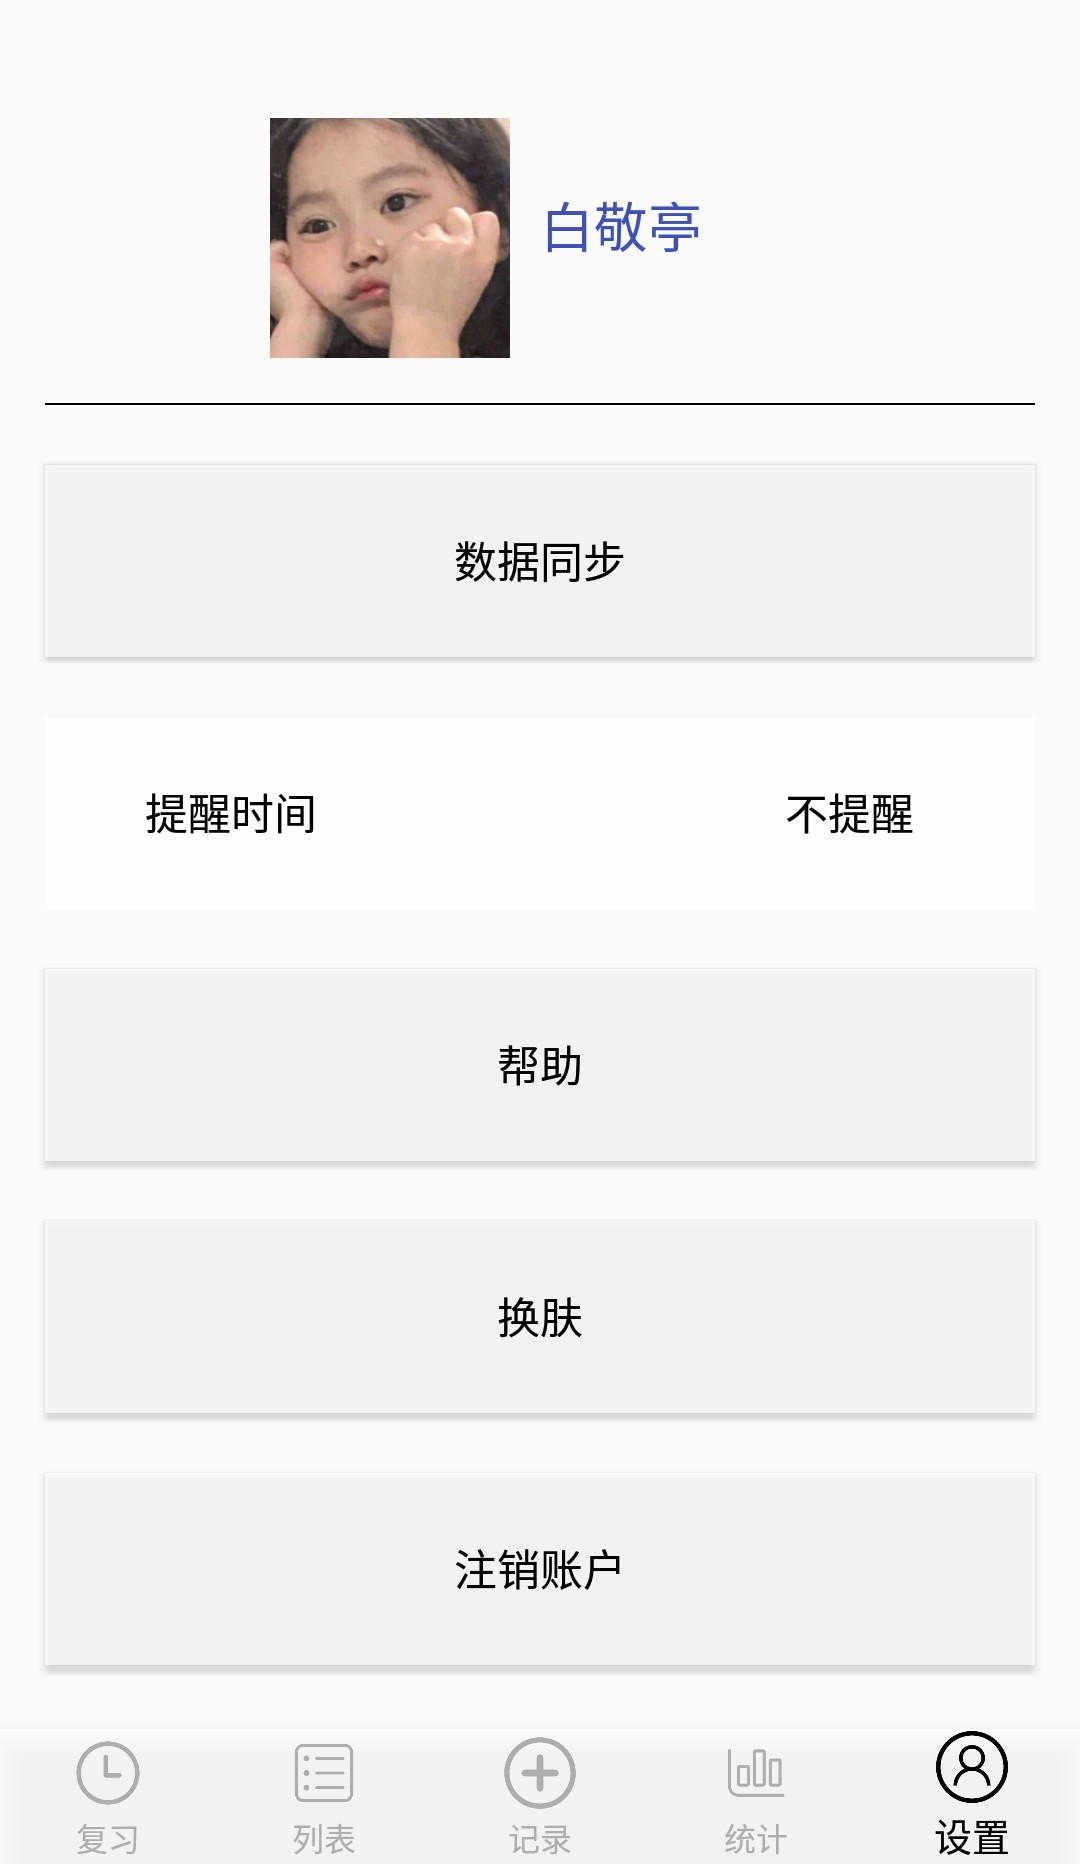 白敬亭
数据同步
提醒时间 不提醒
帮助
换肤
注销账户
复习 列表 记录 统计 设置